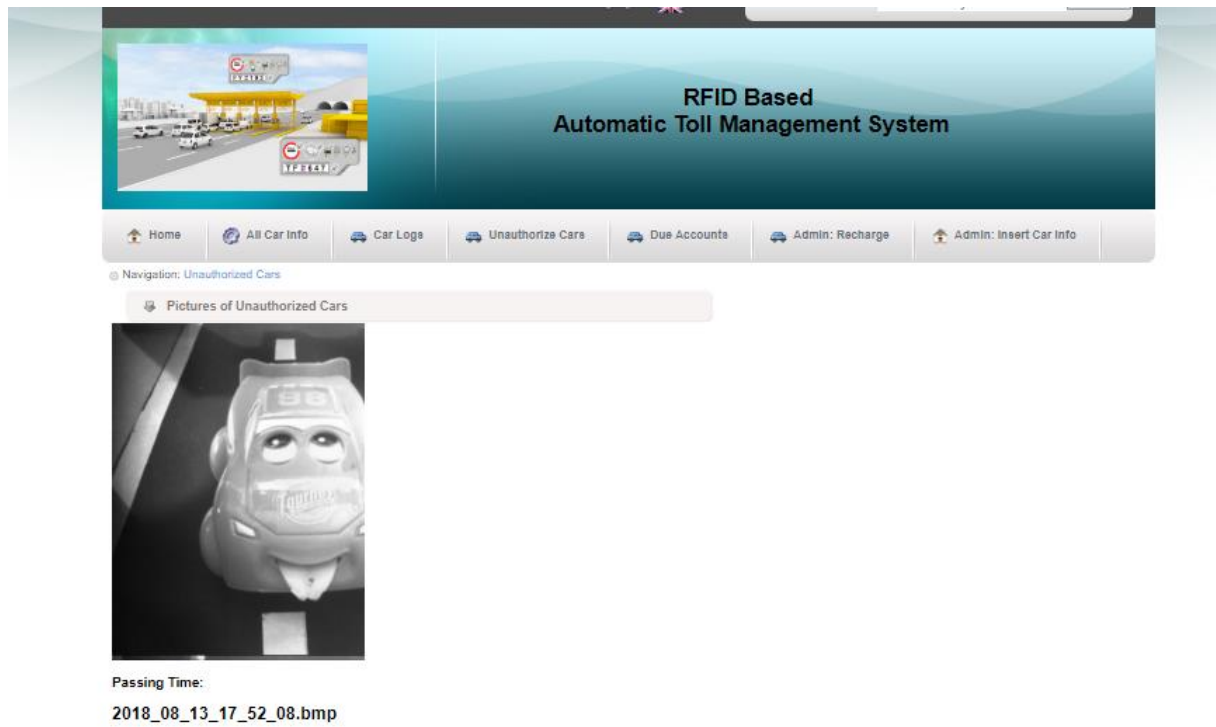 RFID Based
Automatic Toll Management System
Home
All Car Info
Car Logs
Unauthorize Cars
Due Accounts
Admin: Recharge
Admin: Insert Car Info
Navigation: Unauthorized Cars
Pictures of Unauthorized Cars
Passing Time:
2018_08_13_17_52_08.bmp